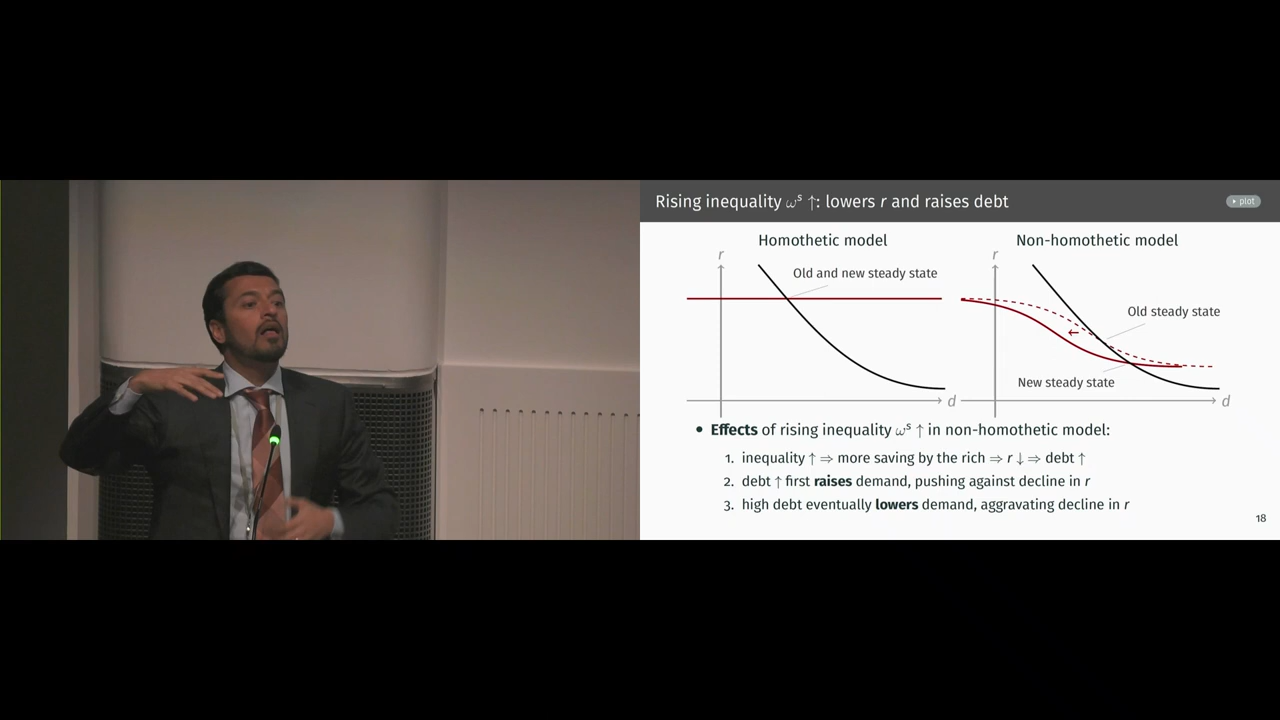 Rising inequality ωˢ ↑: lowers r and raises debt
▸ plot
Homothetic model
r
Old and new steady state
d
Non-homothetic model
r
Old steady state
New steady state
d
• Effects of rising inequality ωˢ ↑ in non-homothetic model:
1. inequality ↑ ⇒ more saving by the rich ⇒ r ↓ ⇒ debt ↑
2. debt ↑ first raises demand, pushing against decline in r
3. high debt eventually lowers demand, aggravating decline in r
18